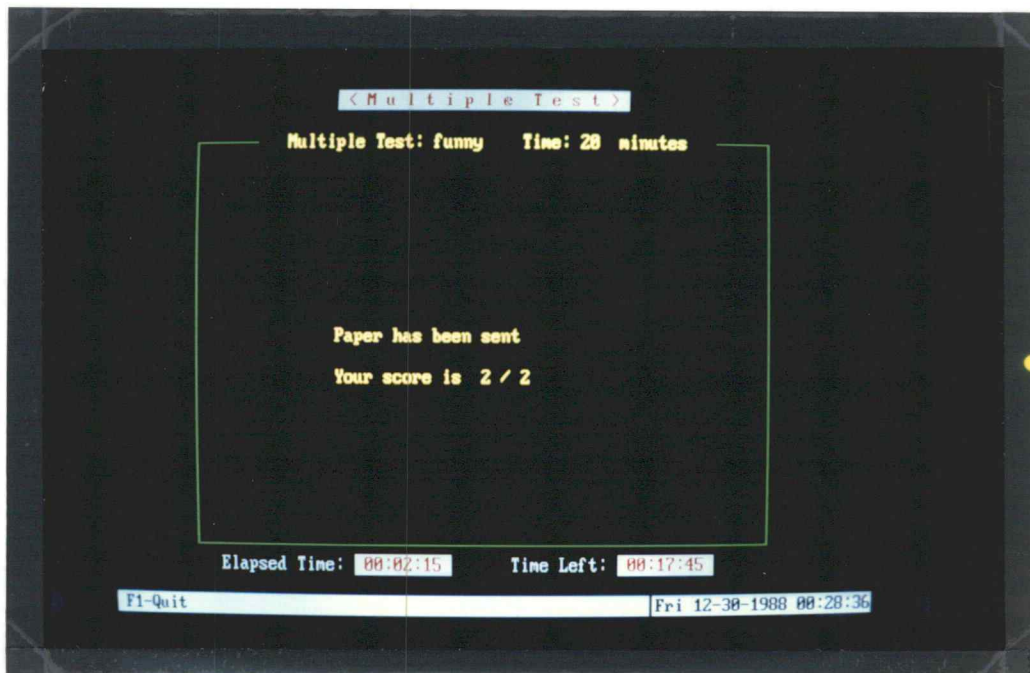 <Multiple Test>
Multiple Test: funny Time: 20 minutes
Paper has been sent
Your score is 2 / 2
Elapsed Time: 00:02:15 Time Left: 00:17:45
F1-Quit Fri 12-30-1988 00:28:36